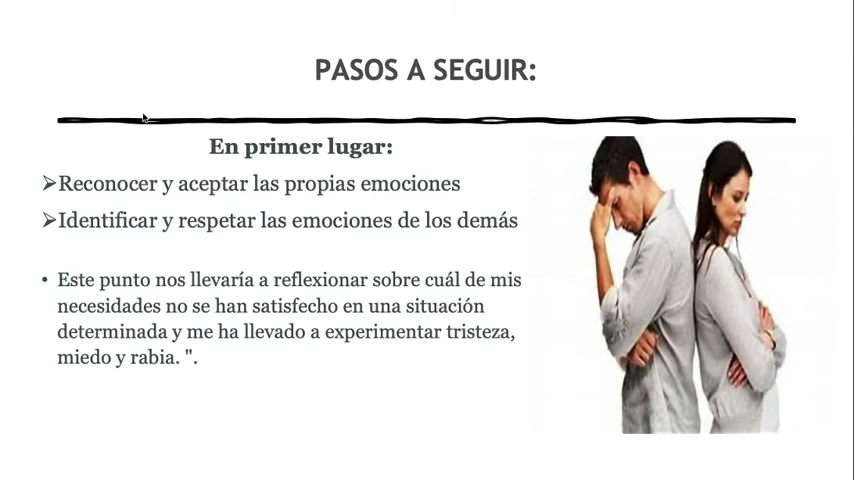 PASOS A SEGUIR:
En primer lugar:
➢Reconocer y aceptar las propias emociones
➢Identificar y respetar las emociones de los demás
• Este punto nos llevaría a reflexionar sobre cuál de mis
necesidades no se han satisfecho en una situación
determinada y me ha llevado a experimentar tristeza,
miedo y rabia. ".